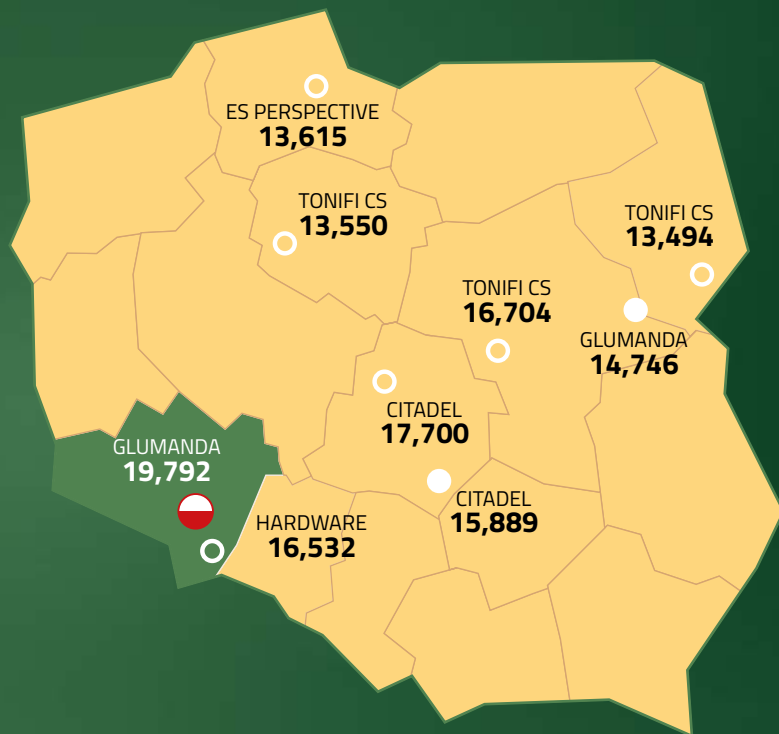 ES PERSPECTIVE
13,615
TONIFI CS
13,550
TONIFI CS
13,494
TONIFI CS
16,704
GLUMANDA
14,746
CITADEL
17,700
GLUMANDA
19,792
CITADEL
15,889
HARDWARE
16,532